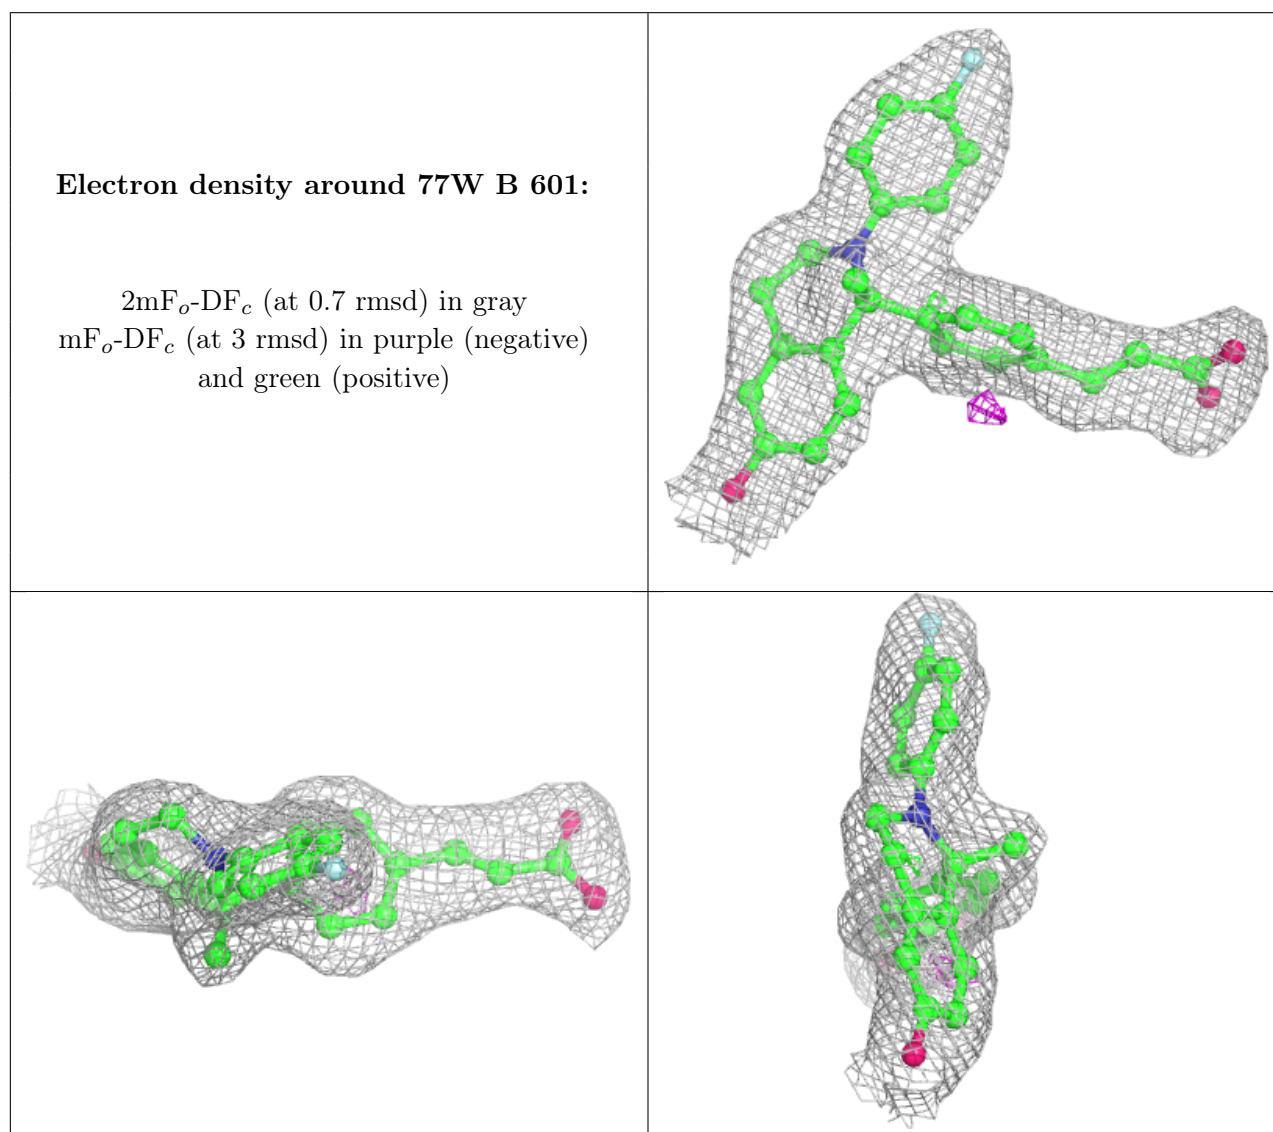 Electron density around 77W B 601:
2mFo-DFc (at 0.7 rmsd) in gray
mFo-DFc (at 3 rmsd) in purple (negative)
and green (positive)